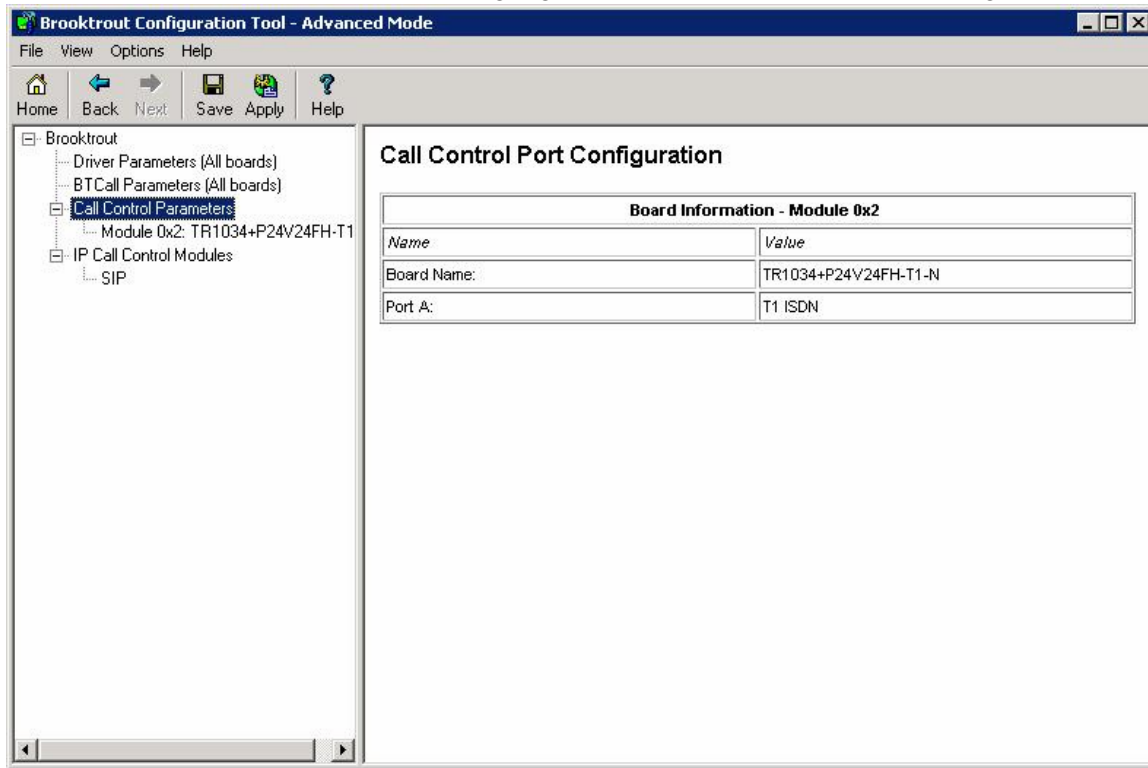 Brooktrout Configuration Tool - Advanced Mode
File View Options Help
Home Back Next Save Apply Help
Brooktrout
Driver Parameters (All boards)
BTCall Parameters (All boards)
Call Control Parameters
Module 0x2: TR1034+P24V24FH-T1
IP Call Control Modules
SIP
Call Control Port Configuration
Board Information - Module 0x2
Name Value
Board Name: TR1034+P24V24FH-T1-N
Port A: T1 ISDN